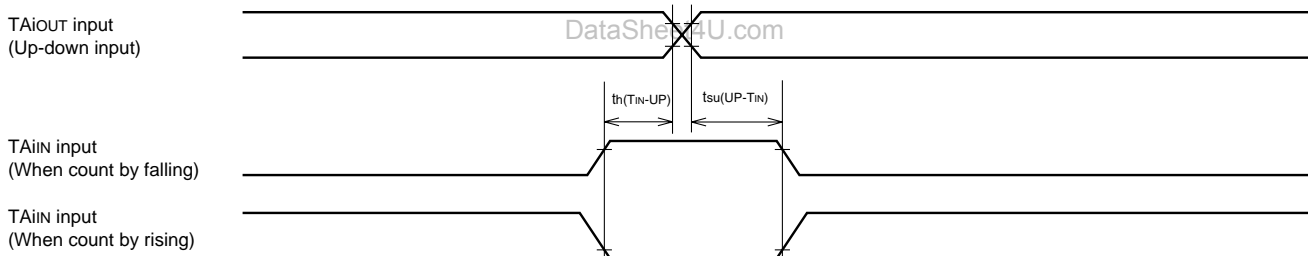 TAiOUT input
(Up-down input)
DataSheet4U.com
th(TIN-UP)
tsu(UP-TIN)
TAiIN input
(When count by falling)
TAiIN input
(When count by rising)